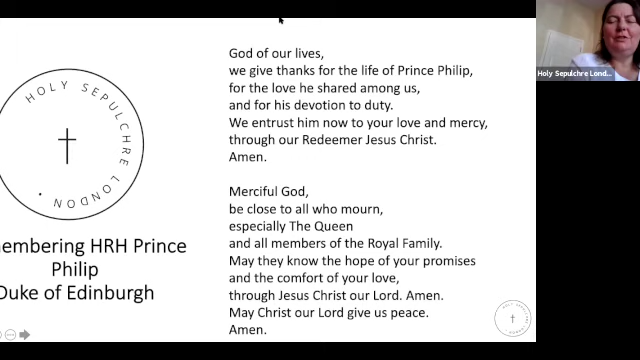 HOLY SEPULCHRE LONDON •
embering HRH Prince
Philip
Duke of Edinburgh
God of our lives,
we give thanks for the life of Prince Philip,
for the love he shared among us,
and for his devotion to duty.
We entrust him now to your love and mercy,
through our Redeemer Jesus Christ.
Amen.
Merciful God,
be close to all who mourn,
especially The Queen
and all members of the Royal Family.
May they know the hope of your promises
and the comfort of your love,
through Jesus Christ our Lord. Amen.
May Christ our Lord give us peace.
Amen.
Holy Sepulchre Lond...